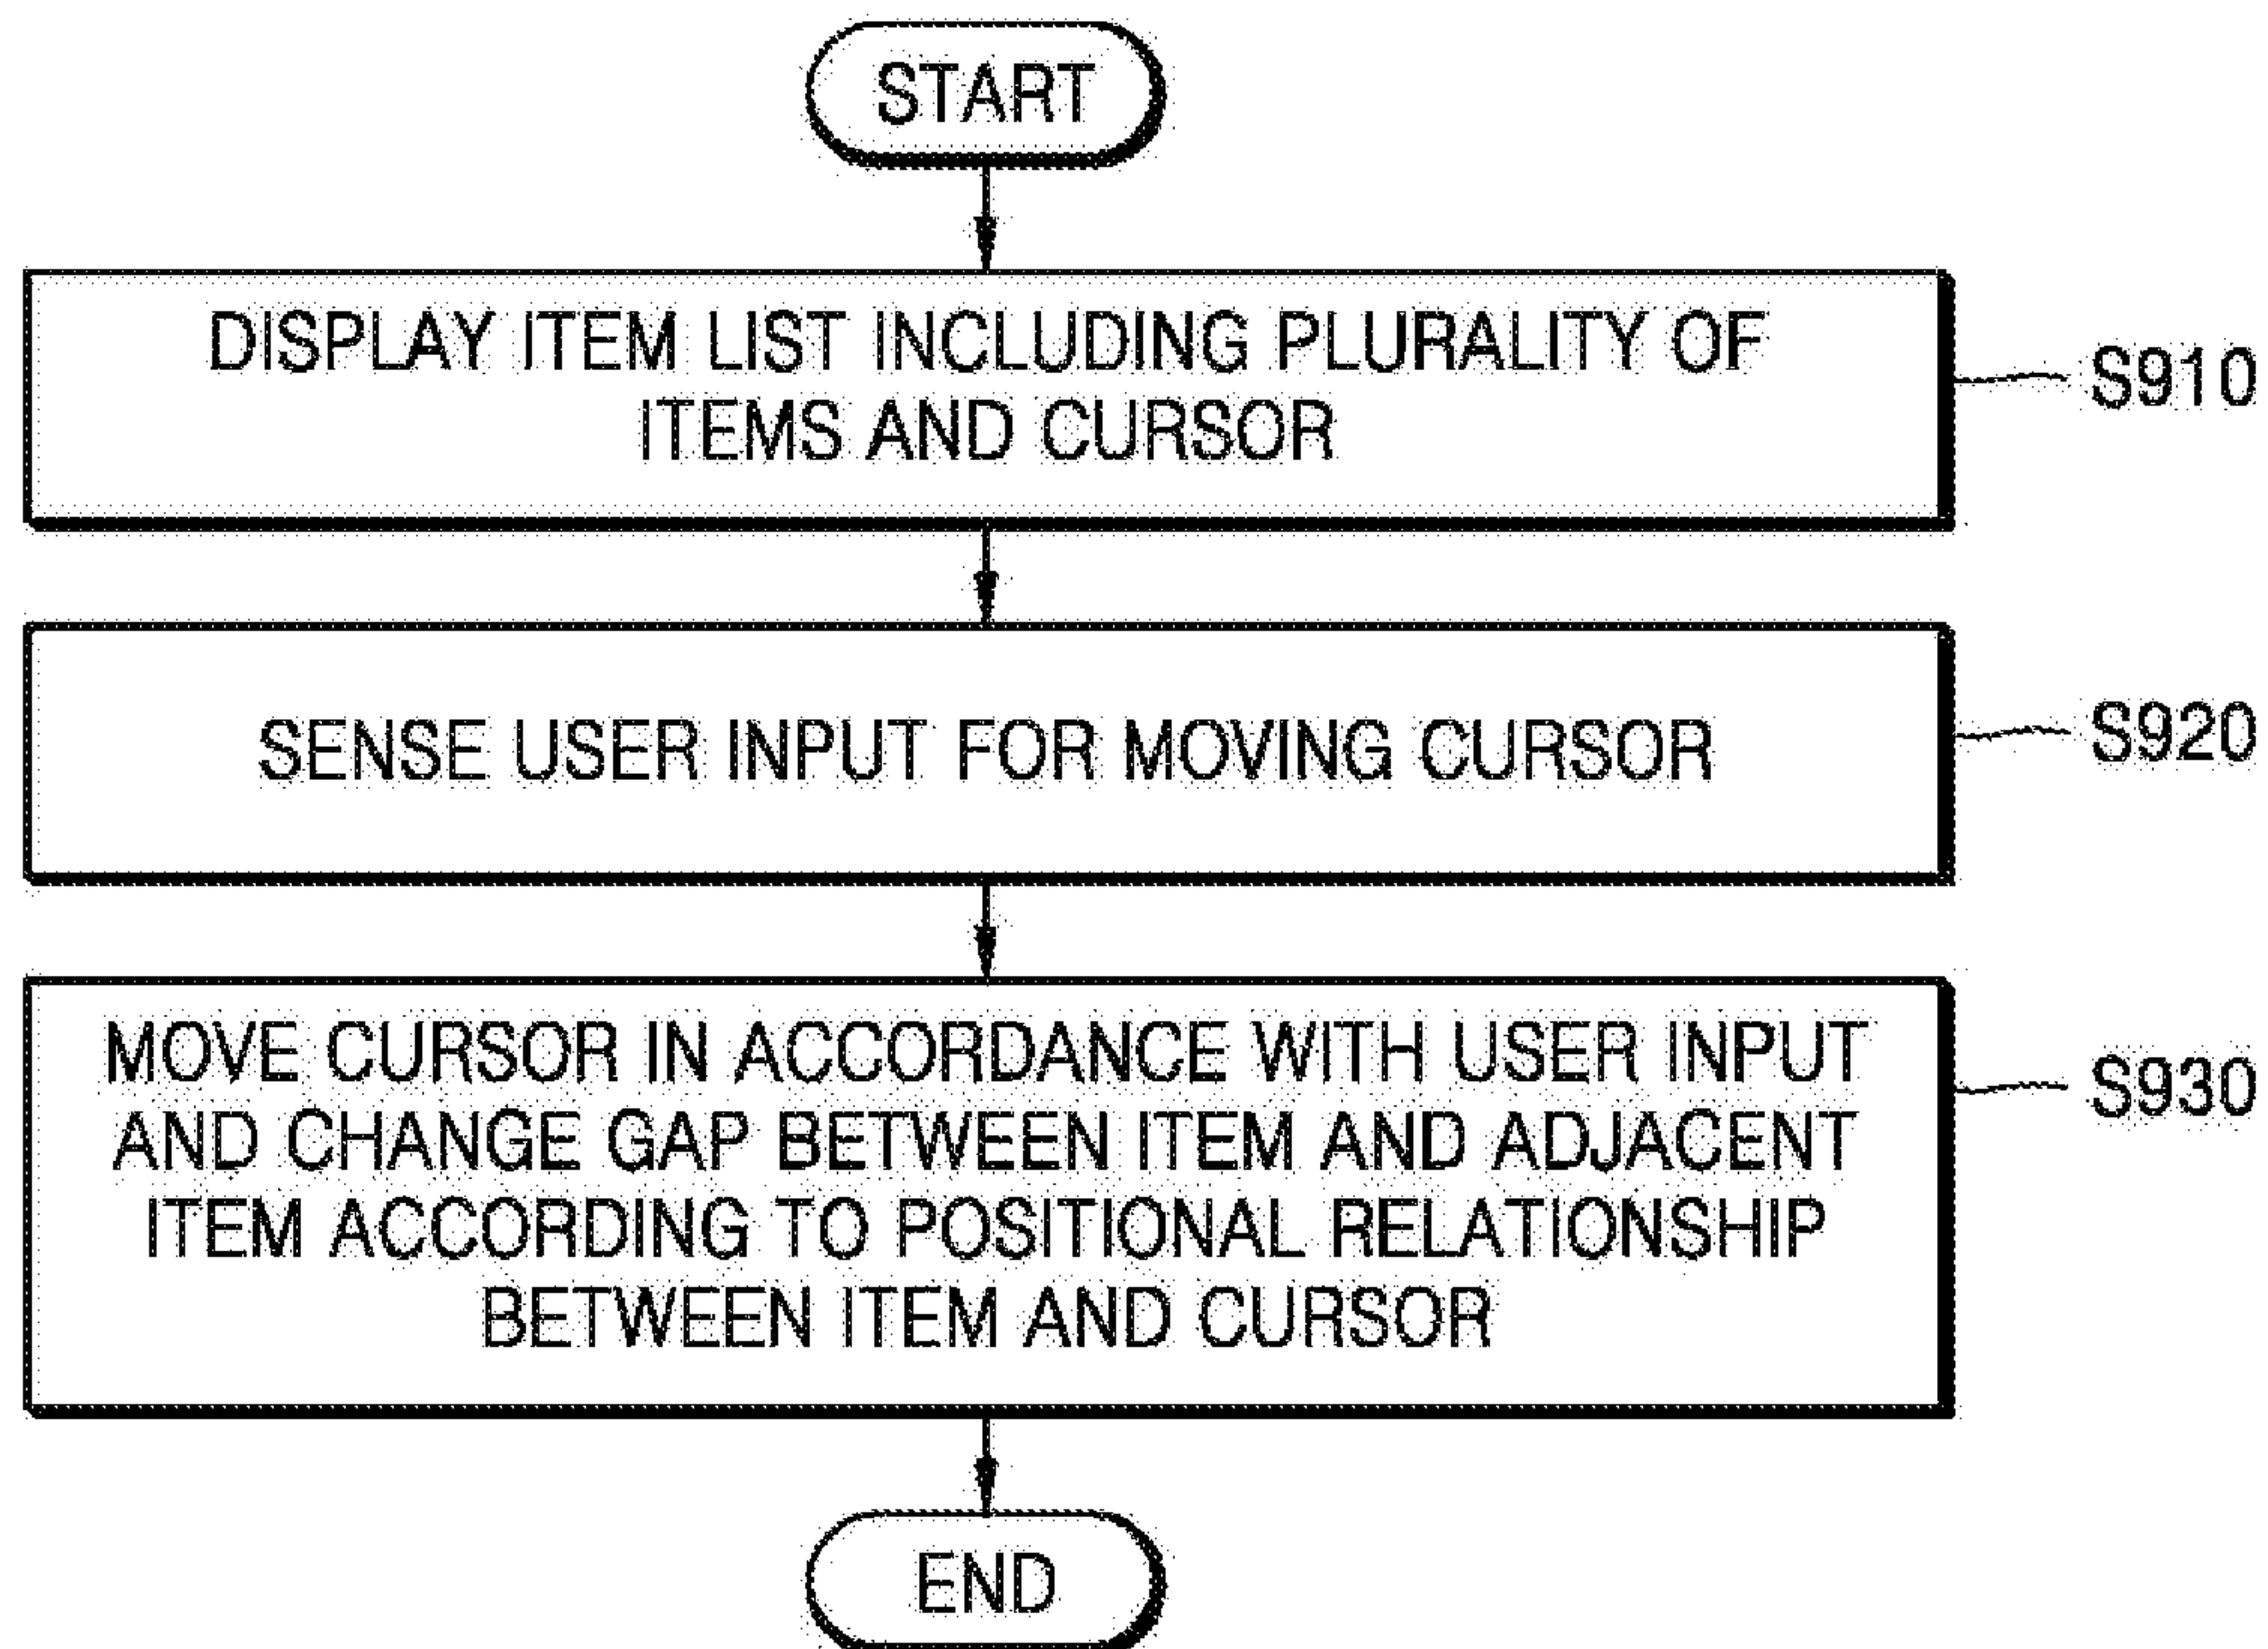 START
DISPLAY ITEM LIST INCLUDING PLURALITY OF
ITEMS AND CURSOR
S910
SENSE USER INPUT FOR MOVING CURSOR
S920
MOVE CURSOR IN ACCORDANCE WITH USER INPUT
AND CHANGE GAP BETWEEN ITEM AND ADJACENT
ITEM ACCORDING TO POSITIONAL RELATIONSHIP
BETWEEN ITEM AND CURSOR
S930
END